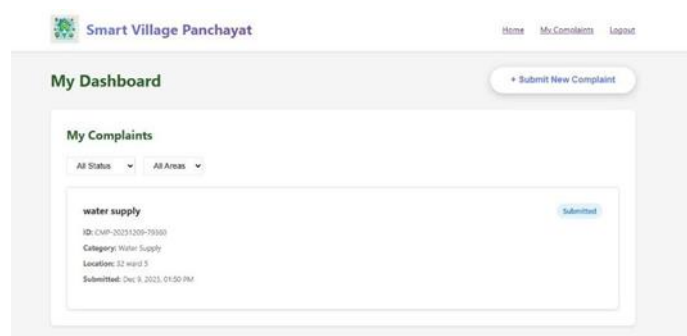 Smart Village Panchayat
Home My Complaints Logout
My Dashboard
+ Submit New Complaint
My Complaints
All Status All Areas
water supply
Submitted
ID: CMP-20251209-79360
Category: Water Supply
Location: 32 ward 5
Submitted: Dec 9, 2025, 01:50 PM